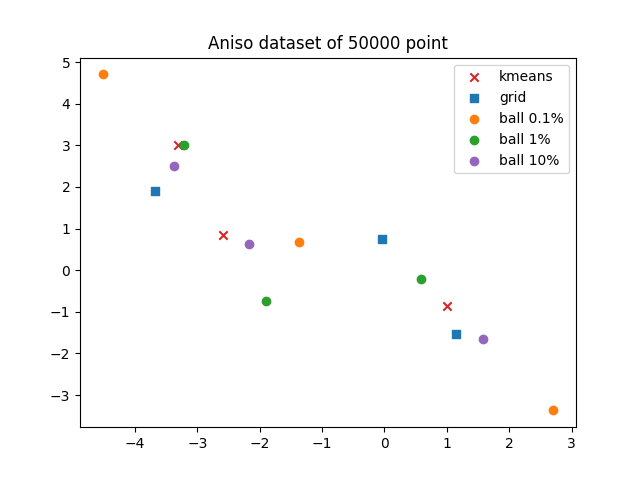 Aniso dataset of 50000 point
kmeans
grid
ball 0.1%
ball 1%
ball 10%
5
4
3
2
1
0
−1
−2
−3
−4 −3 −2 −1 0 1 2 3